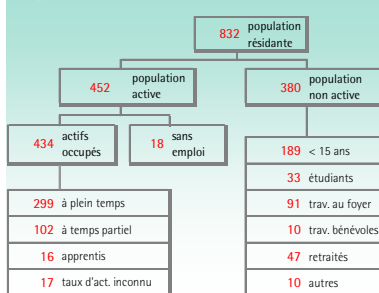 832 population
résidante
452 population
active
380 population
non active
434 actifs
occupés
18 sans
emploi
299 à plein temps
102 à temps partiel
16 apprentis
17 taux d'act. inconnu
189 < 15 ans
33 étudiants
91 trav. au foyer
10 trav. bénévoles
47 retraités
10 autres